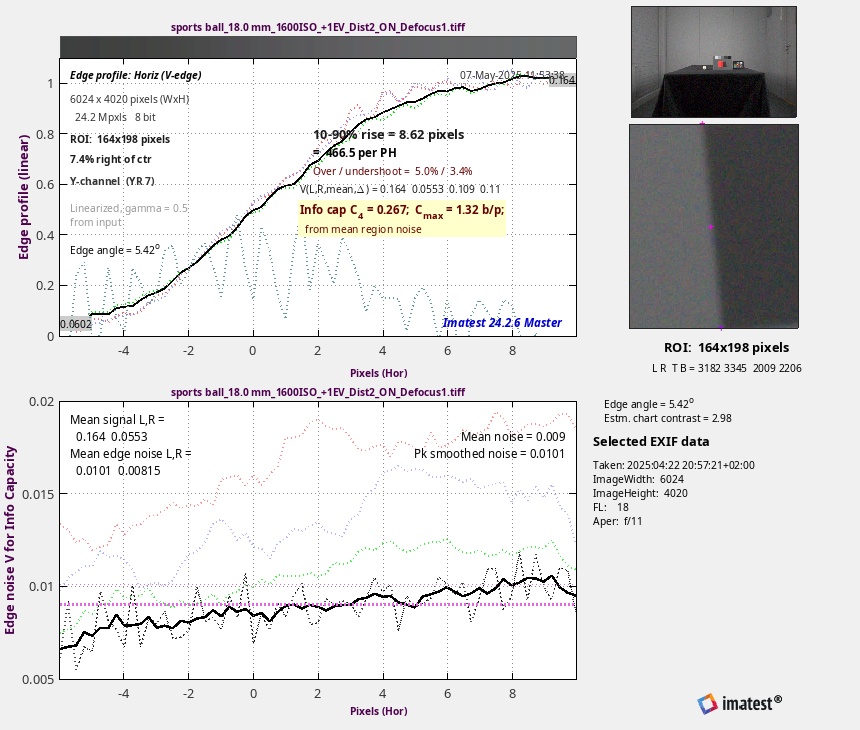 sports ball_18.0 mm_1600ISO_+1EV_Dist2_ON_Defocus1.tiff
Edge profile: Horiz (V-edge)
07-May-2025 11:53:38
0.164
6024 x 4020 pixels (WxH)
24.2 Mpxls 8 bit
ROI: 164x198 pixels
7.4% right of ctr
Y-channel (YR7)
Linearized, gamma = 0.5
from input
Edge angle = 5.42°
10-90% rise = 8.62 pixels
= 466.5 per PH
Over / undershoot = 5.0% / 3.4%
V(L,R,mean,Δ) = 0.164 0.0553 0.109 0.11
Info cap C4 = 0.267; Cmax = 1.32 b/p;
from mean region noise
0.0602
Imatest 24.2.6 Master
Edge profile (linear)
1
0.8
0.6
0.4
0.2
0
-4 -2 0 2 4 6 8
Pixels (Hor)
ROI: 164x198 pixels
L R T B = 3182 3345 2009 2206
sports ball_18.0 mm_1600ISO_+1EV_Dist2_ON_Defocus1.tiff
Mean signal L,R =
0.164 0.0553
Mean edge noise L,R =
0.0101 0.00815
Mean noise = 0.009
Pk smoothed noise = 0.0101
Edge noise V for Info Capacity
0.02
0.015
0.01
0.005
-4 -2 0 2 4 6 8
Pixels (Hor)
Edge angle = 5.42°
Estm. chart contrast = 2.98
Selected EXIF data
Taken: 2025:04:22 20:57:21+02:00
ImageWidth: 6024
ImageHeight: 4020
FL: 18
Aper: f/11
imatest®